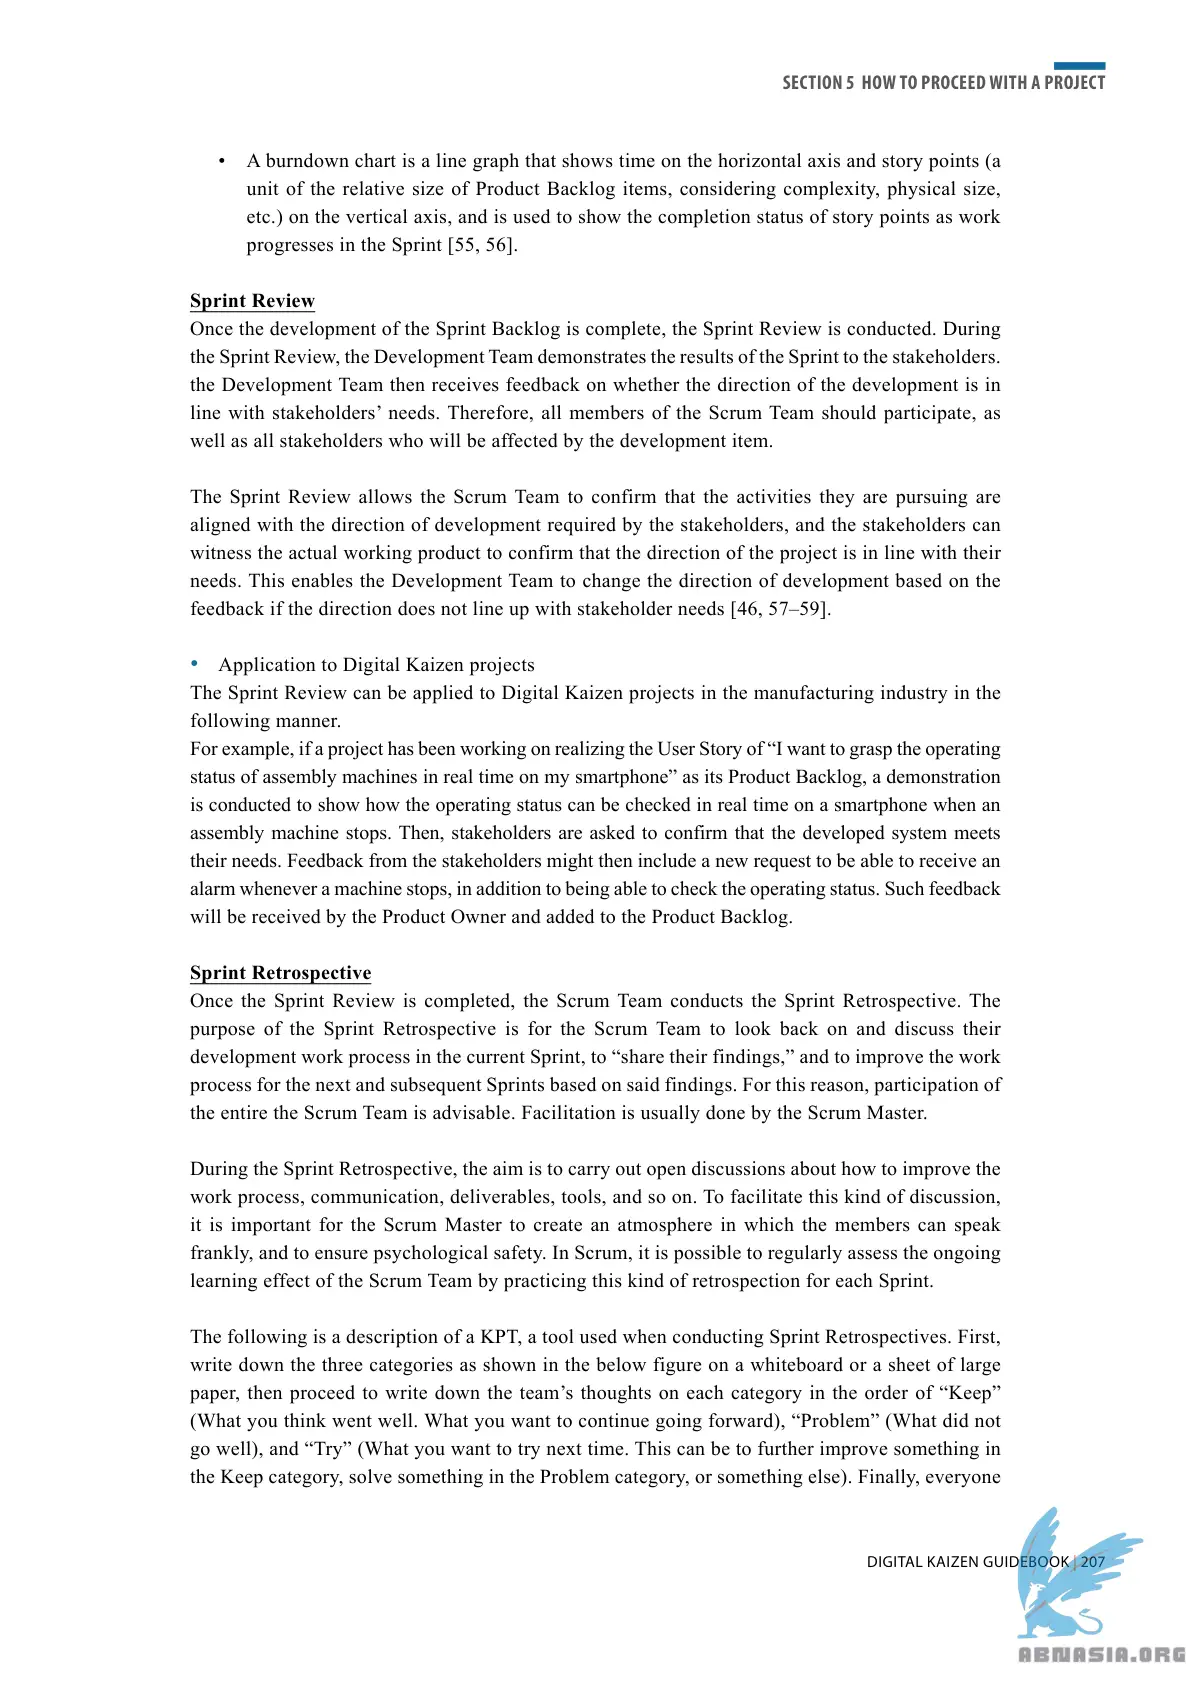 SECTION 5 HOW TO PROCEED WITH A PROJECT
• A burndown chart is a line graph that shows time on the horizontal axis and story points (a
unit of the relative size of Product Backlog items, considering complexity, physical size,
etc.) on the vertical axis, and is used to show the completion status of story points as work
progresses in the Sprint [55, 56].
Sprint Review
Once the development of the Sprint Backlog is complete, the Sprint Review is conducted. During
the Sprint Review, the Development Team demonstrates the results of the Sprint to the stakeholders.
the Development Team then receives feedback on whether the direction of the development is in
line with stakeholders’ needs. Therefore, all members of the Scrum Team should participate, as
well as all stakeholders who will be affected by the development item.
The Sprint Review allows the Scrum Team to confirm that the activities they are pursuing are
aligned with the direction of development required by the stakeholders, and the stakeholders can
witness the actual working product to confirm that the direction of the project is in line with their
needs. This enables the Development Team to change the direction of development based on the
feedback if the direction does not line up with stakeholder needs [46, 57–59].
• Application to Digital Kaizen projects
The Sprint Review can be applied to Digital Kaizen projects in the manufacturing industry in the
following manner.
For example, if a project has been working on realizing the User Story of “I want to grasp the operating
status of assembly machines in real time on my smartphone” as its Product Backlog, a demonstration
is conducted to show how the operating status can be checked in real time on a smartphone when an
assembly machine stops. Then, stakeholders are asked to confirm that the developed system meets
their needs. Feedback from the stakeholders might then include a new request to be able to receive an
alarm whenever a machine stops, in addition to being able to check the operating status. Such feedback
will be received by the Product Owner and added to the Product Backlog.
Sprint Retrospective
Once the Sprint Review is completed, the Scrum Team conducts the Sprint Retrospective. The
purpose of the Sprint Retrospective is for the Scrum Team to look back on and discuss their
development work process in the current Sprint, to “share their findings,” and to improve the work
process for the next and subsequent Sprints based on said findings. For this reason, participation of
the entire the Scrum Team is advisable. Facilitation is usually done by the Scrum Master.
During the Sprint Retrospective, the aim is to carry out open discussions about how to improve the
work process, communication, deliverables, tools, and so on. To facilitate this kind of discussion,
it is important for the Scrum Master to create an atmosphere in which the members can speak
frankly, and to ensure psychological safety. In Scrum, it is possible to regularly assess the ongoing
learning effect of the Scrum Team by practicing this kind of retrospection for each Sprint.
The following is a description of a KPT, a tool used when conducting Sprint Retrospectives. First,
write down the three categories as shown in the below figure on a whiteboard or a sheet of large
paper, then proceed to write down the team’s thoughts on each category in the order of “Keep”
(What you think went well. What you want to continue going forward), “Problem” (What did not
go well), and “Try” (What you want to try next time. This can be to further improve something in
the Keep category, solve something in the Problem category, or something else). Finally, everyone
DIGITAL KAIZEN GUIDEBOOK | 207
ABNASIA.ORG